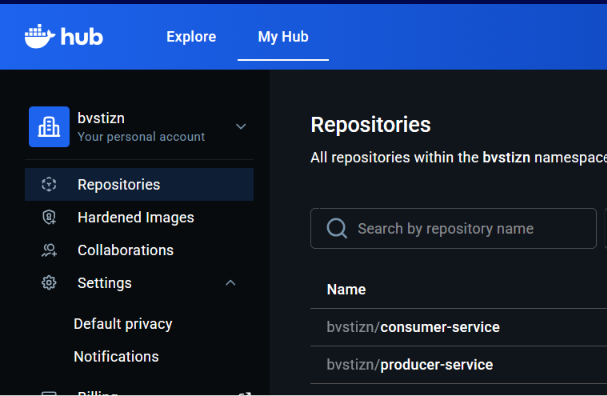 hub
Explore
My Hub
bvstizn
Your personal account
Repositories
Hardened Images
Collaborations
Settings
Default privacy
Notifications
Billing
Repositories
All repositories within the bvstizn namespace
Search by repository name
Name
bvstizn/consumer-service
bvstizn/producer-service